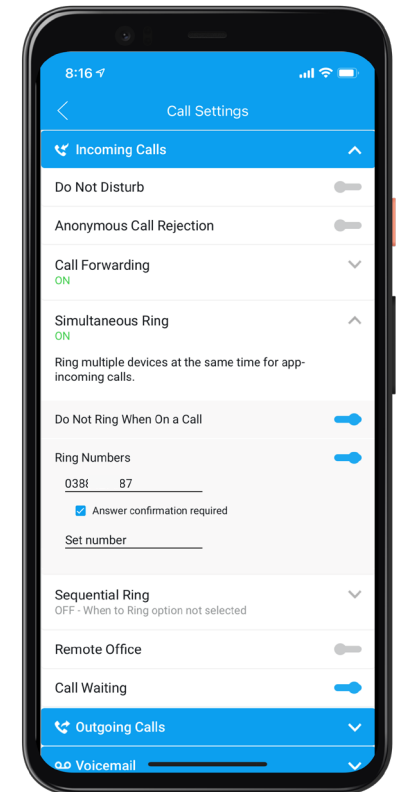 8:16
Call Settings
Incoming Calls
Do Not Disturb
Anonymous Call Rejection
Call Forwarding
ON
Simultaneous Ring
ON
Ring multiple devices at the same time for app-
incoming calls.
Do Not Ring When On a Call
Ring Numbers
87
Answer confirmation required
Set number
Sequential Ring
OFF - When to Ring option not selected
Remote Office
Call Waiting
Outgoing Calls
Voicemail